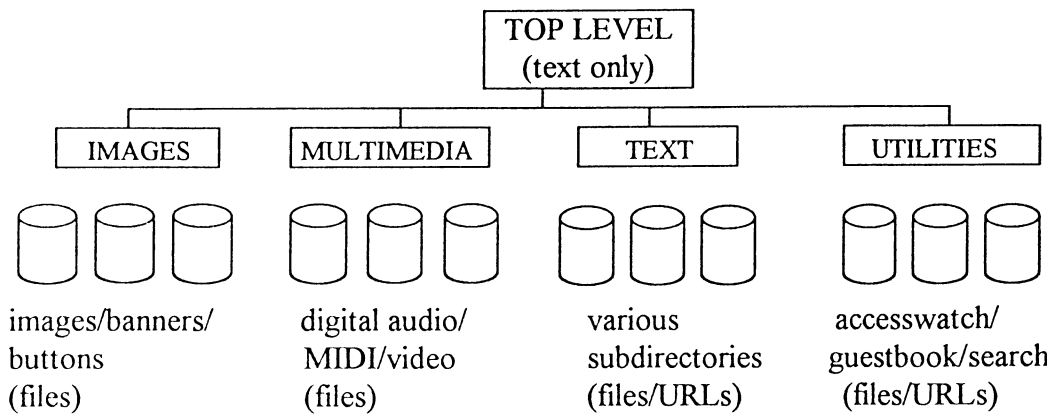 TOP LEVEL
(text only)
IMAGES
MULTIMEDIA
TEXT
UTILITIES
images/banners/
buttons
(files)
digital audio/
MIDI/video
(files)
various
subdirectories
(files/URLs)
accesswatch/
guestbook/search
(files/URLs)